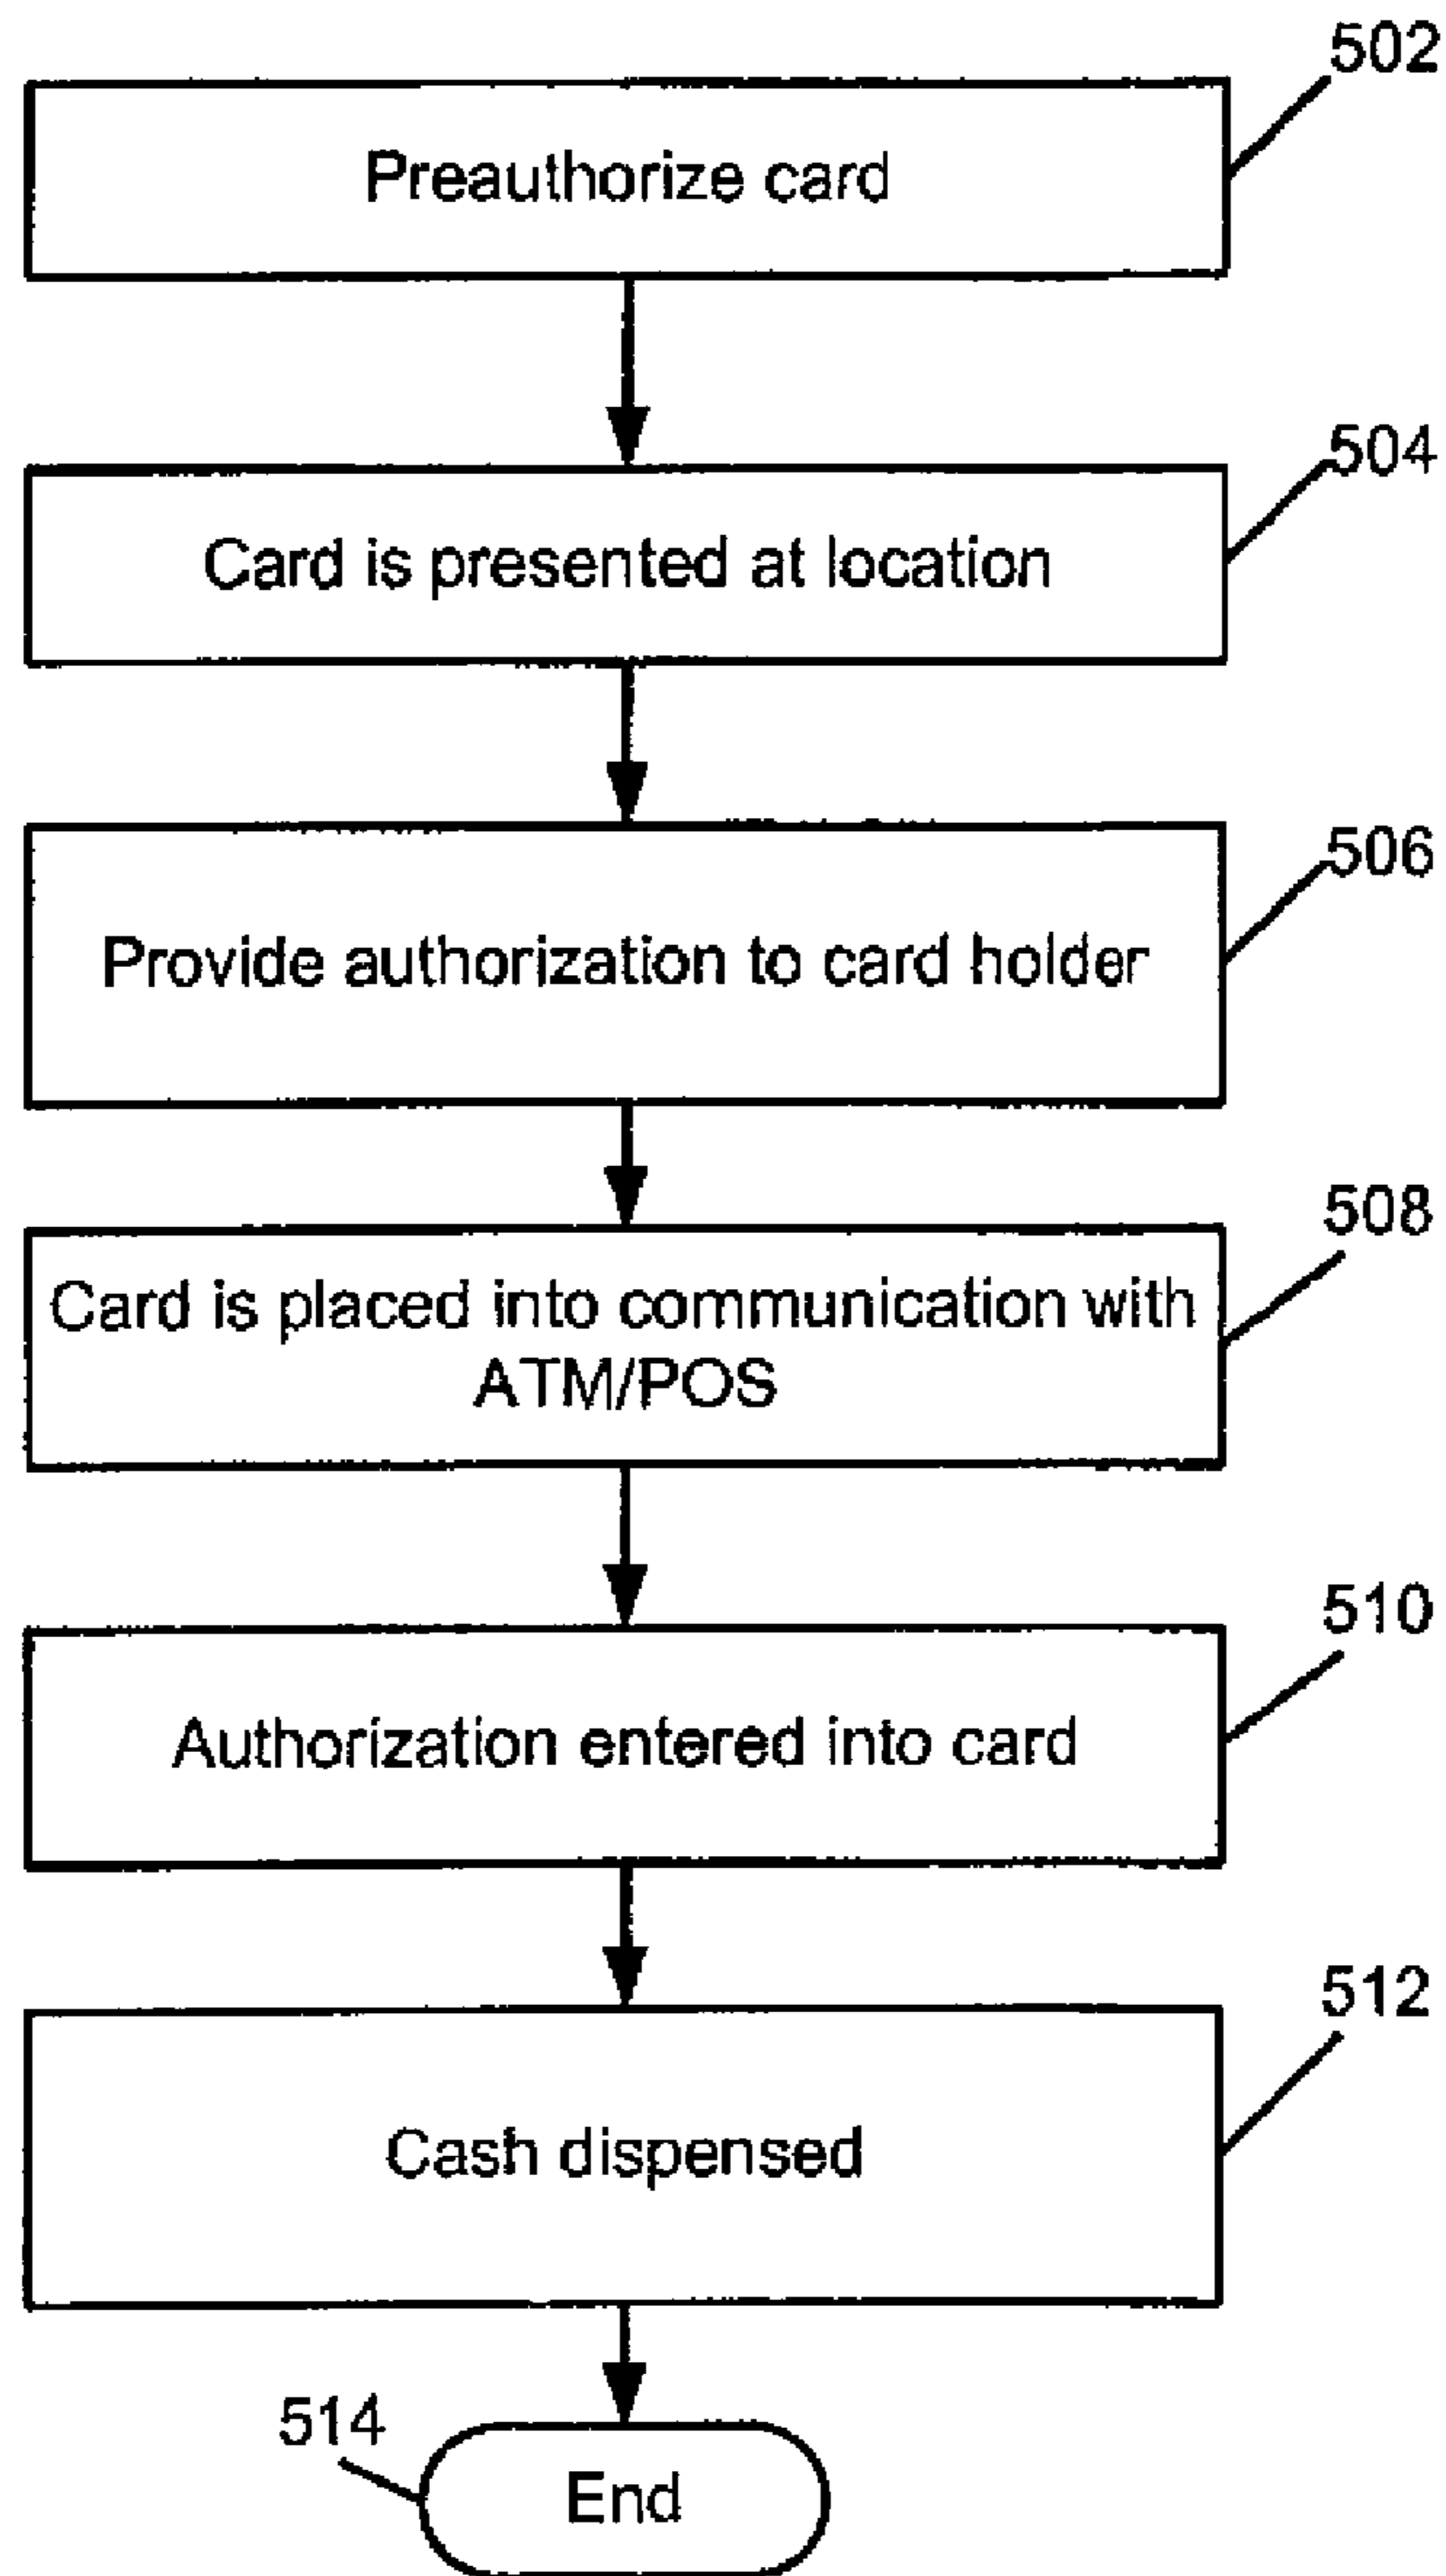 502
Preauthorize card
504
Card is presented at location
506
Provide authorization to card holder
508
Card is placed into communication with
ATM/POS
510
Authorization entered into card
512
Cash dispensed
514
End